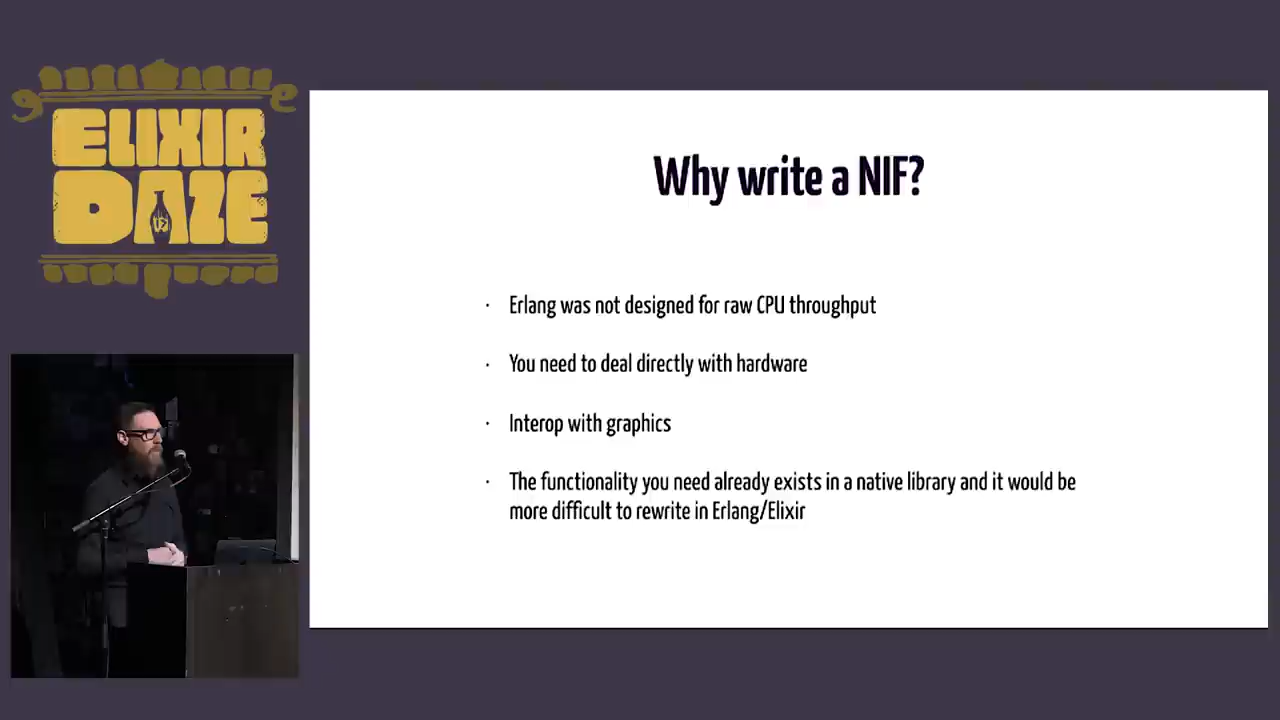 ELIXIR
DAZE
Why write a NIF?
· Erlang was not designed for raw CPU throughput
· You need to deal directly with hardware
· Interop with graphics
· The functionality you need already exists in a native library and it would be
more difficult to rewrite in Erlang/Elixir